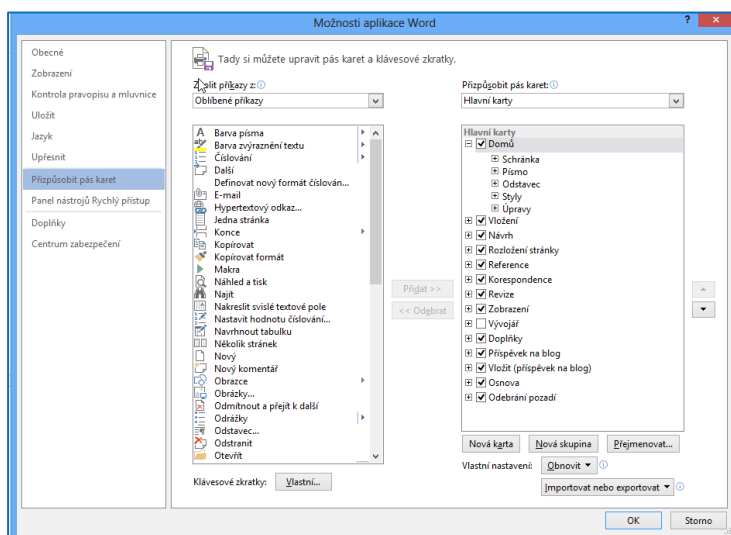 Možnosti aplikace Word
?
Obecné
Zobrazení
Kontrola pravopisu a mluvnice
Uložit
Jazyk
Upřesnit
Přizpůsobit pás karet
Panel nástrojů Rychlý přístup
Doplňky
Centrum zabezpečení
Tady si můžete upravit pás karet a klávesové zkratky.
Zvolit příkazy z:
Oblíbené příkazy
Barva písma
Barva zvýraznění textu
Číslování
Další
Definovat nový formát číslován...
E-mail
Hypertextový odkaz...
Jedna stránka
Konce
Kopírovat
Kopírovat formát
Makra
Náhled a tisk
Najít
Nakreslit svislé textové pole
Nastavit hodnotu číslování...
Navrhnout tabulku
Několik stránek
Nový
Nový komentář
Obrazce
Obrázky...
Odmítnout a přejít k další
Odrážky
Odstavec...
Odstranit
Otevřít
Klávesové zkratky: Vlastní...
Přidat >>
<< Odebrat
Přizpůsobit pás karet:
Hlavní karty
Hlavní karty
Domů
Schránka
Písmo
Odstavec
Styly
Úpravy
Vložení
Návrh
Rozložení stránky
Reference
Korespondence
Revize
Zobrazení
Vývojář
Doplňky
Příspěvek na blog
Vložit (příspěvek na blog)
Osnova
Odebrání pozadí
Nová karta Nová skupina Přejmenovat...
Vlastní nastavení: Obnovit
Importovat nebo exportovat
OK Storno